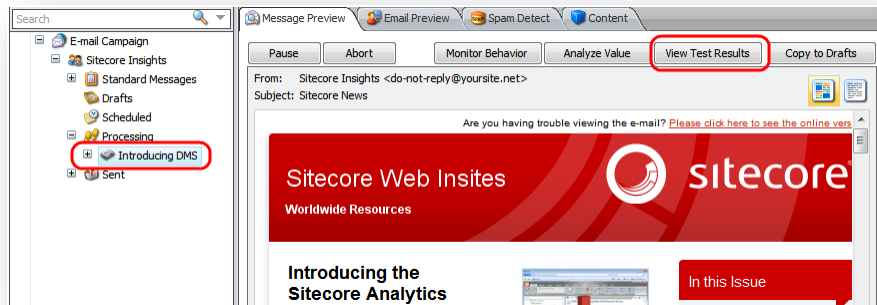 Search
E-mail Campaign
Sitecore Insights
Standard Messages
Drafts
Scheduled
Processing
Introducing DMS
Sent
Message Preview Email Preview Spam Detect Content
Pause Abort Monitor Behavior Analyze Value View Test Results Copy to Drafts
From: Sitecore Insights <do-not-reply@yoursite.net>
Subject: Sitecore News
Are you having trouble viewing the e-mail? Please click here to see the online vers
Sitecore Web Insites
sitecore
Worldwide Resources
Introducing the
Sitecore Analytics
In this Issue